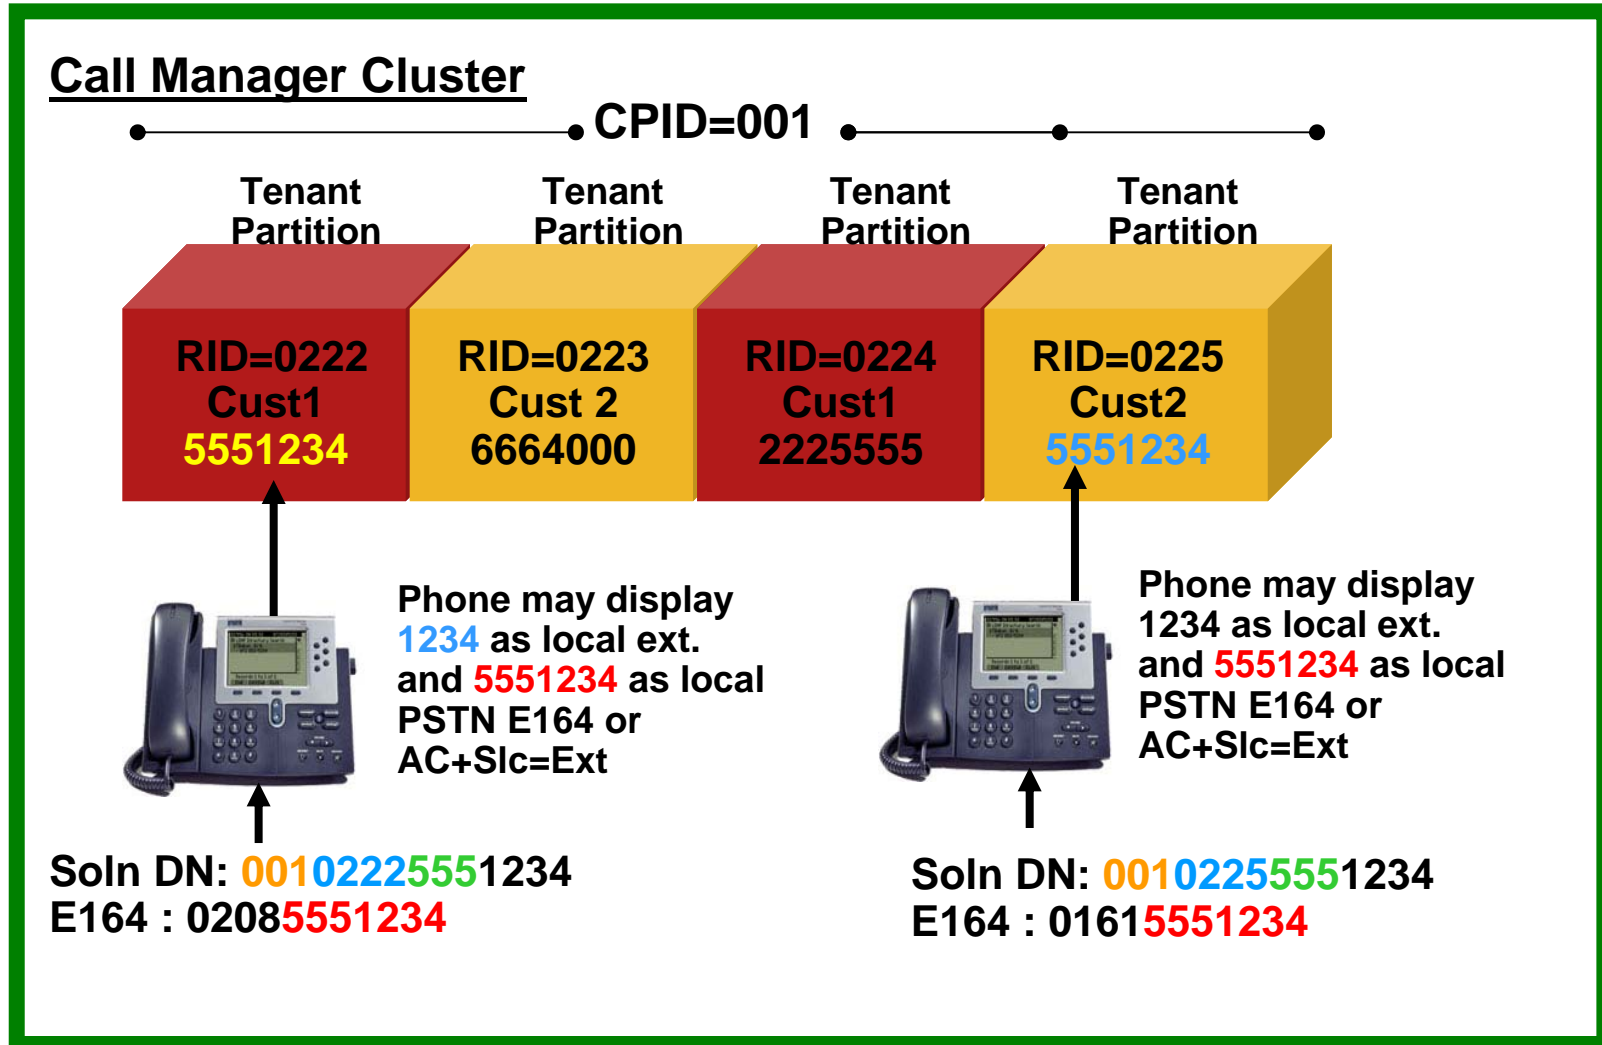 Call Manager Cluster
CPID=001
Tenant
Partition
Tenant
Partition
Tenant
Partition
Tenant
Partition
RID=0222
Cust1
5551234
RID=0223
Cust 2
6664000
RID=0224
Cust1
2225555
RID=0225
Cust2
5551234
Phone may display
1234 as local ext.
and 5551234 as local
PSTN E164 or
AC+Slc=Ext
Phone may display
1234 as local ext.
and 5551234 as local
PSTN E164 or
AC+Slc=Ext
Soln DN: 00102225551234
E164 : 02085551234
Soln DN: 00102255551234
E164 : 01615551234